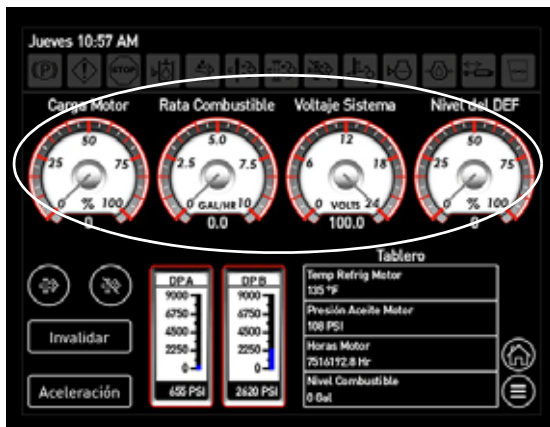 Jueves 10:57 AM
(P) STOP
Carga Motor Rata Combustible Voltaje Sistema Nivel del DEF
50 5.0 12 50
25 75 2.5 7.5 6 18 25 75
0 % 100 0 GAL/HR 10 0 VOLTS 24 0 % 100
0 0.0 100.0 0
Tablero
DPA DPB
9000 9000
6750 6750
4500 4500
2250 2250
0 0
655 PSI 2620 PSI
Temp Refrig Motor
135 °F
Presión Aceite Motor
108 PSI
Horas Motor
7516192.8 Hr
Nivel Combustible
0 Gal
Invalidar
Aceleración